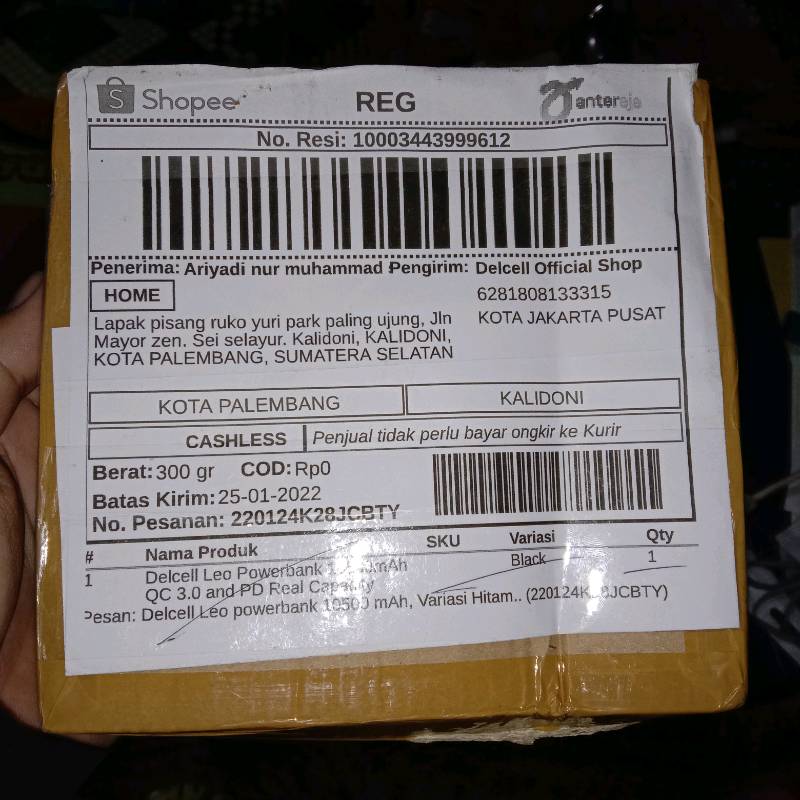 Shopee
REG
anteraja
No. Resi: 10003443999612
Penerima: Ariyadi nur muhammad Pengirim: Delcell Official Shop
HOME
6281808133315
KOTA JAKARTA PUSAT
Lapak pisang ruko yuri park paling ujung, Jln
Mayor zen. Sei selayur. Kalidoni, KALIDONI,
KOTA PALEMBANG, SUMATERA SELATAN
KOTA PALEMBANG
KALIDONI
CASHLESS
Penjual tidak perlu bayar ongkir ke Kurir
Berat: 300 gr COD: Rp0
Batas Kirim: 25-01-2022
No. Pesanan: 220124K28JCBTY
# Nama Produk SKU Variasi Qty
1 Delcell Leo Powerbank Black 1
QC 3.0 and PD Real Capacity
Pesan: Delcell Leo powerbank 10500 mAh, Variasi Hitam.. (220124K28JCBTY)